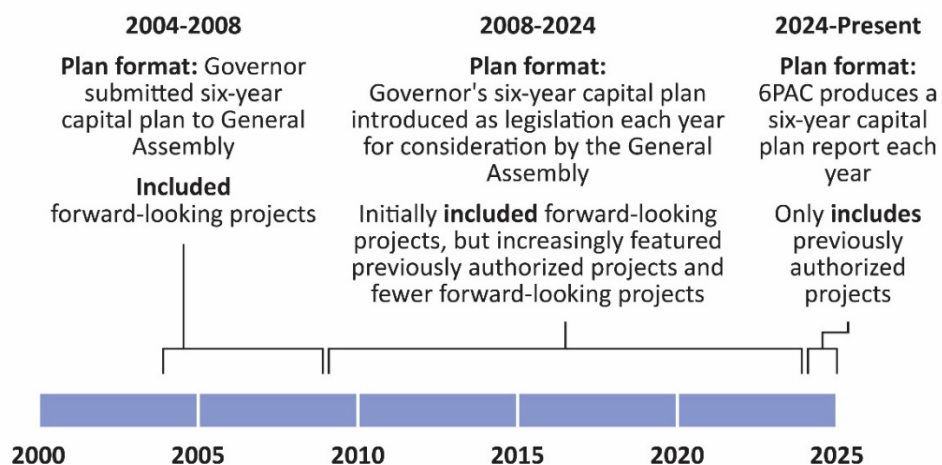 2004-2008
Plan format: Governor
submitted six-year
capital plan to General
Assembly
Included
forward-looking projects
2008-2024
Plan format:
Governor's six-year capital plan
introduced as legislation each year
for consideration by the General
Assembly
Initially included forward-looking
projects, but increasingly featured
previously authorized projects and
fewer forward-looking projects
2024-Present
Plan format:
6PAC produces a
six-year capital
plan report each
year
Only includes
previously
authorized
projects
2000
2005
2010
2015
2020
2025